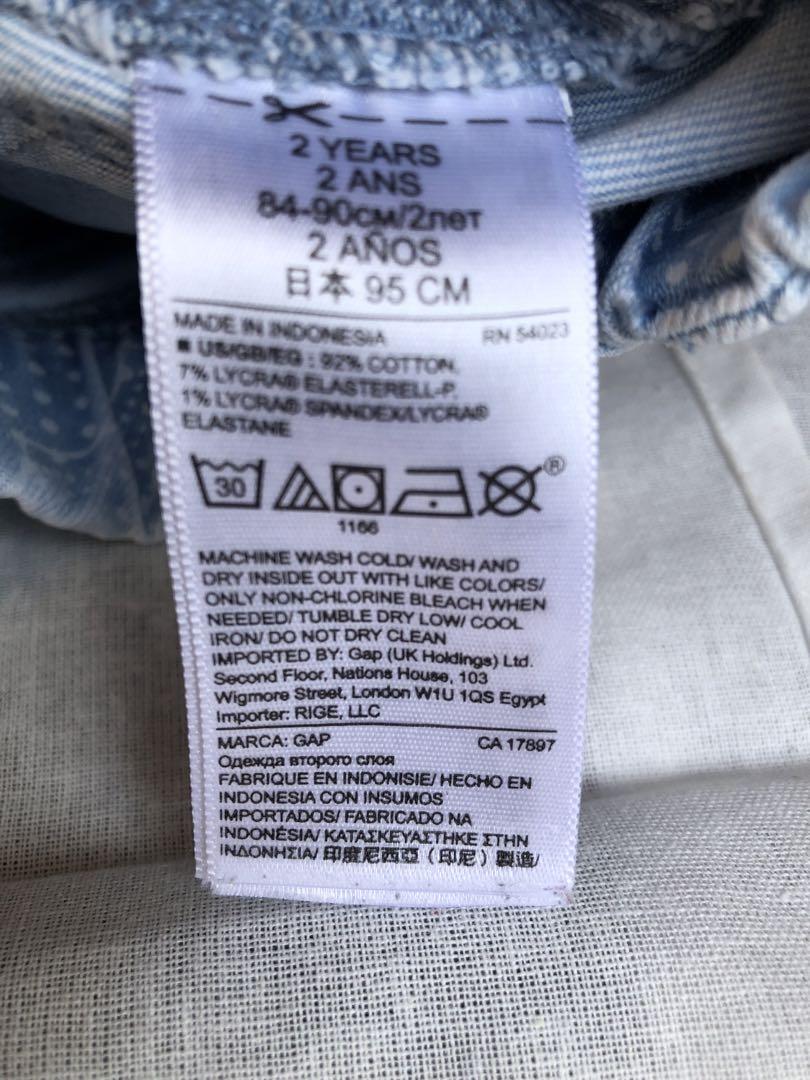 2 YEARS
2 ANS
84-90см/2лет
2 AÑOS
日本 95 CM
MADE IN INDONESIA RN 54023
■ US/GB/EG : 92% COTTON,
7% LYCRA® ELASTERELL-P,
1% LYCRA® SPANDEX/LYCRA®
ELASTANE
30
®
1166
MACHINE WASH COLD/ WASH AND
DRY INSIDE OUT WITH LIKE COLORS/
ONLY NON-CHLORINE BLEACH WHEN
NEEDED/ TUMBLE DRY LOW/ COOL
IRON/ DO NOT DRY CLEAN
IMPORTED BY: Gap (UK Holdings) Ltd.
Second Floor, Nations House, 103
Wigmore Street, London W1U 1QS Egypt
Importer: RIGE, LLC
MARCA: GAP CA 17897
Одежда второго слоя
FABRIQUE EN INDONISIE/ HECHO EN
INDONESIA CON INSUMOS
IMPORTADOS/ FABRICADO NA
INDONÉSIA/ ΚΑΤΑΣΚΕΥΑΣΤΗΚΕ ΣΤΗΝ
ΙΝΔΟΝΗΣΙΑ/ 印度尼西亞（印尼）製造/